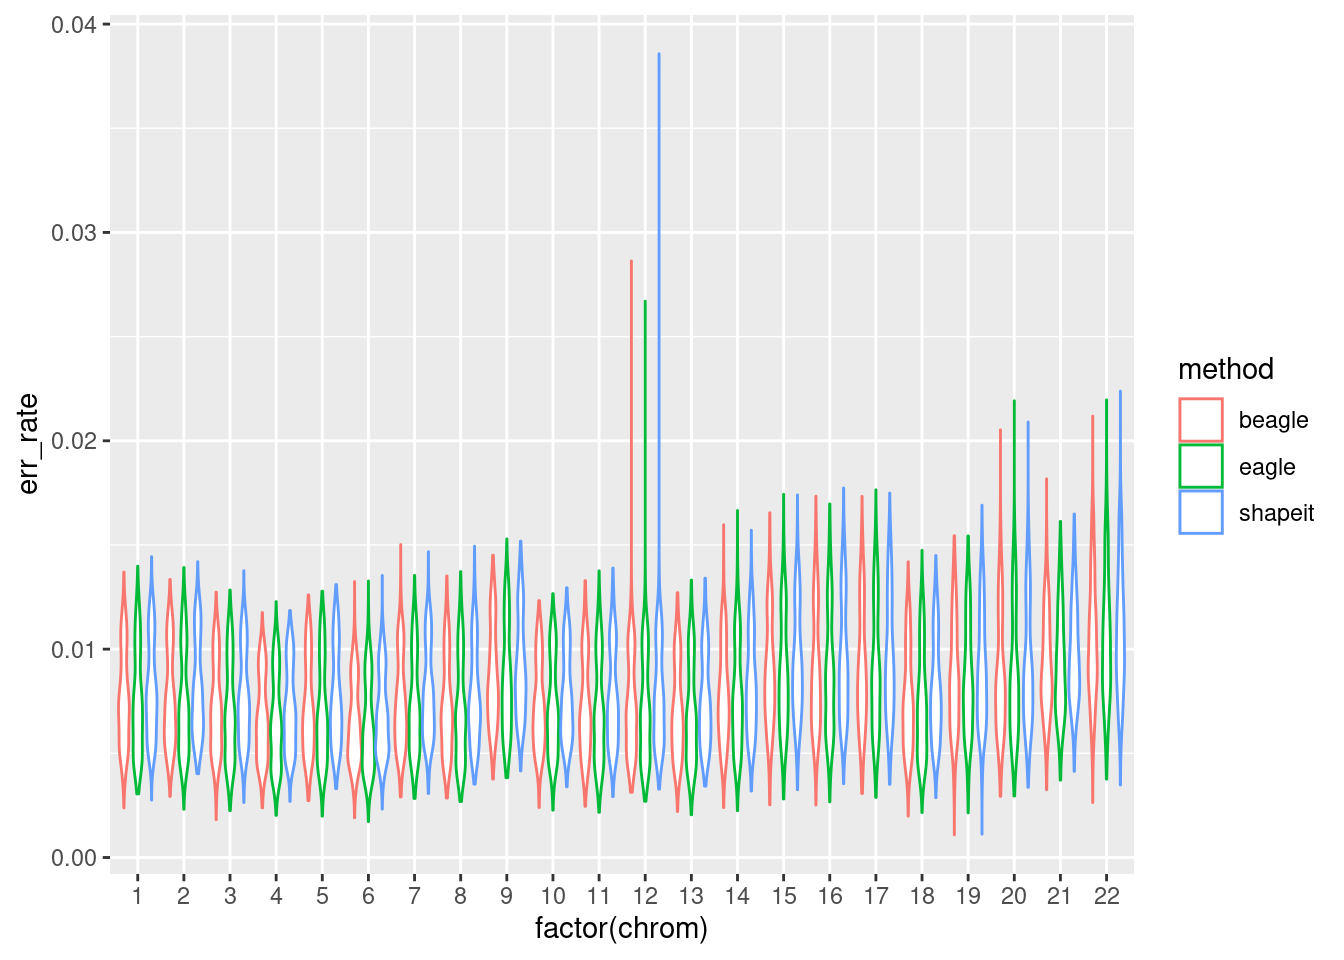 0.04
0.03
0.02
0.01
0.00
err_rate
1 2 3 4 5 6 7 8 9 10 11 12 13 14 15 16 17 18 19 20 21 22
factor(chrom)
method
beagle
eagle
shapeit